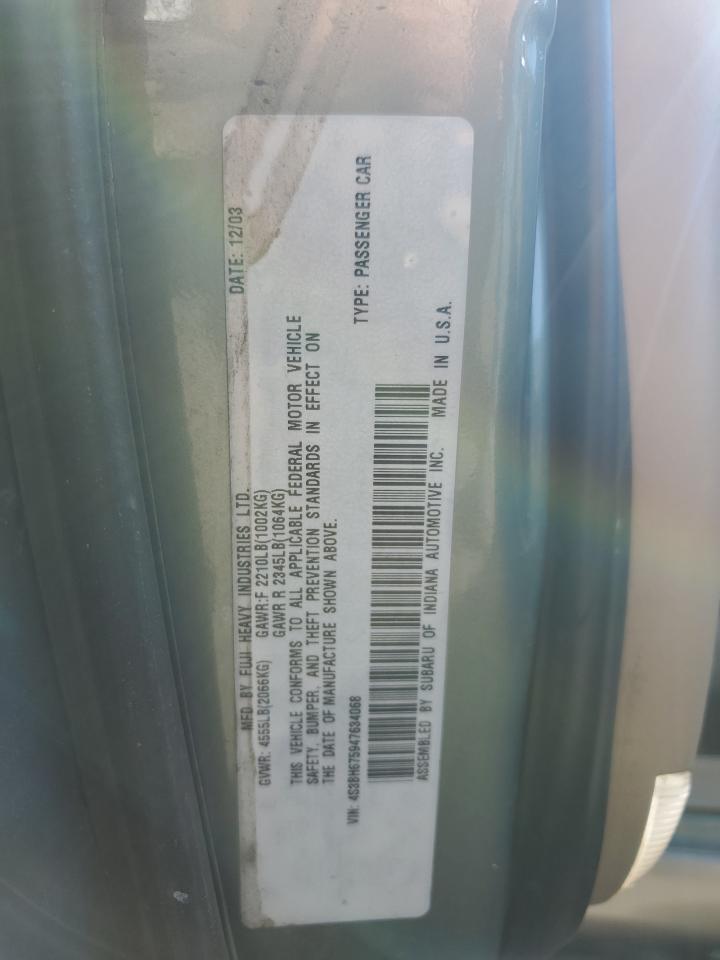 MFD BY FUJI HEAVY INDUSTRIES LTD. DATE: 12/03
GVWR: 4555LB(2066KG) GAWR:F 2210LB(1002KG)
GAWR R 2345LB(1064KG)
THIS VEHICLE CONFORMS TO ALL APPLICABLE FEDERAL MOTOR VEHICLE
SAFETY, BUMPER, AND THEFT PREVENTION STANDARDS IN EFFECT ON
THE DATE OF MANUFACTURE SHOWN ABOVE.
VIN: 4S3BH675947634068 TYPE: PASSENGER CAR
ASSEMBLED BY SUBARU OF INDIANA AUTOMOTIVE INC. MADE IN U.S.A.